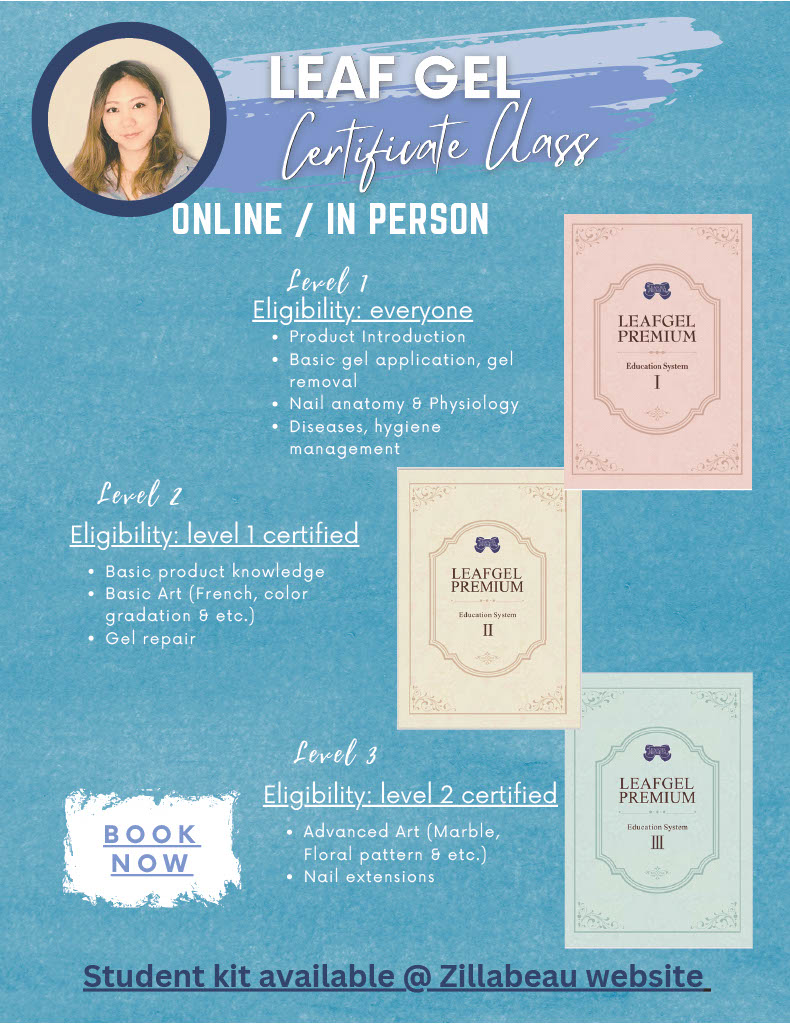 LEAF GEL
Certificate Class
ONLINE / IN PERSON
Level 1
Eligibility: everyone
• Product Introduction
• Basic gel application, gel
removal
• Nail anatomy & Physiology
• Diseases, hygiene
management
LEAFGEL
PREMIUM
Education System
I
Level 2
Eligibility: level 1 certified
• Basic product knowledge
• Basic Art (French, color
gradation & etc.)
• Gel repair
LEAFGEL
PREMIUM
Education System
II
Level 3
Eligibility: level 2 certified
• Advanced Art (Marble,
Floral pattern & etc.)
• Nail extensions
LEAFGEL
PREMIUM
Education System
III
BOOK
NOW
Student kit available @ Zillabeau website